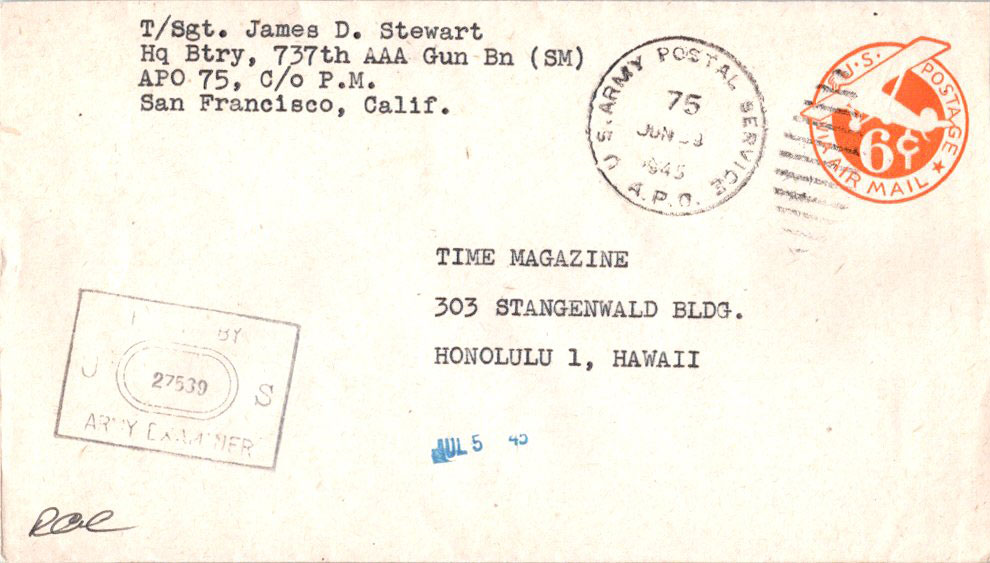 T/Sgt. James D. Stewart
Hq Btry, 737th AAA Gun Bn (SM)
APO 75, C/o P.M.
San Francisco, Calif.
U.S. ARMY POSTAL SERVICE
75
JUN
1945
A.P.O.
U.S. POSTAGE
6¢
VIA AIR MAIL
TIME MAGAZINE
303 STANGENWALD BLDG.
HONOLULU 1, HAWAII
BY
U 27539 S
ARMY EXAMINER
JUL 5 45